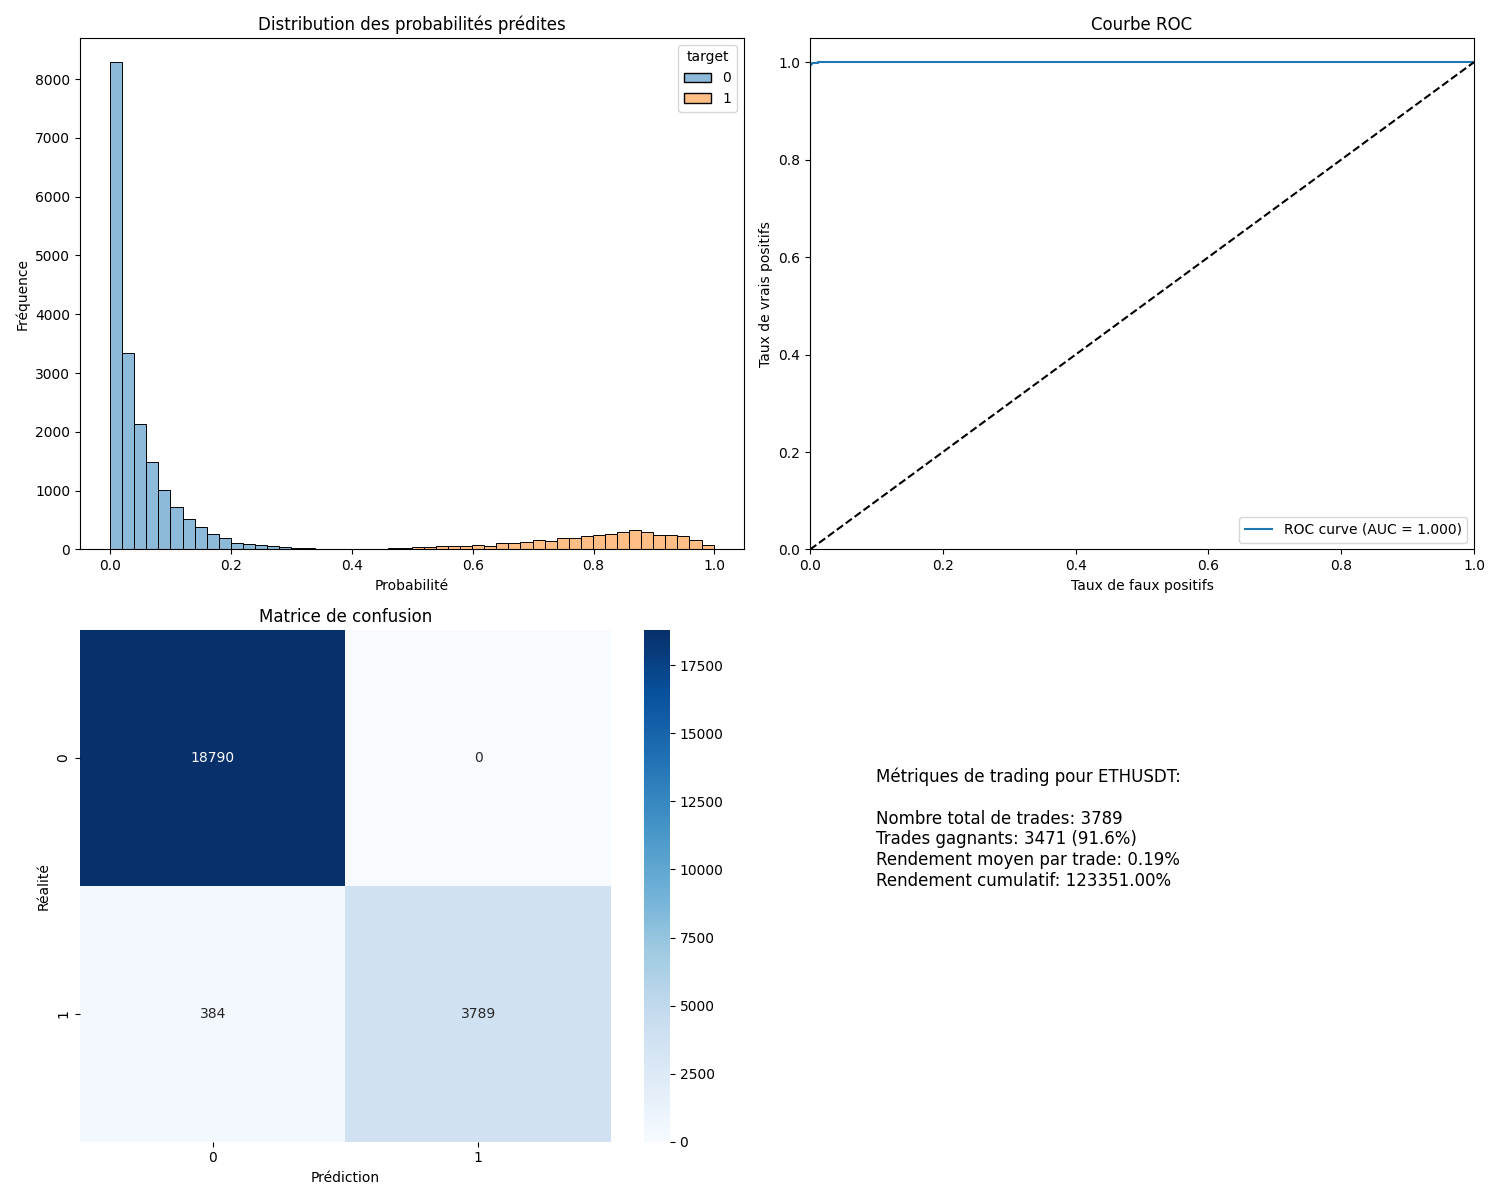 Distribution des probabilités prédites
target
0
1
8000
7000
6000
5000
4000
3000
2000
1000
0
Fréquence
0.0
0.2
0.4
0.6
0.8
1.0
Probabilité
Courbe ROC
1.0
0.8
0.6
0.4
0.2
0.0
Taux de vrais positifs
ROC curve (AUC = 1.000)
0.0
0.2
0.4
0.6
0.8
1.0
Taux de faux positifs
Matrice de confusion
18790
0
384
3789
0
1
Réalité
0
1
Prédiction
17500
15000
12500
10000
7500
5000
2500
0
Métriques de trading pour ETHUSDT:
Nombre total de trades: 3789
Trades gagnants: 3471 (91.6%)
Rendement moyen par trade: 0.19%
Rendement cumulatif: 123351.00%